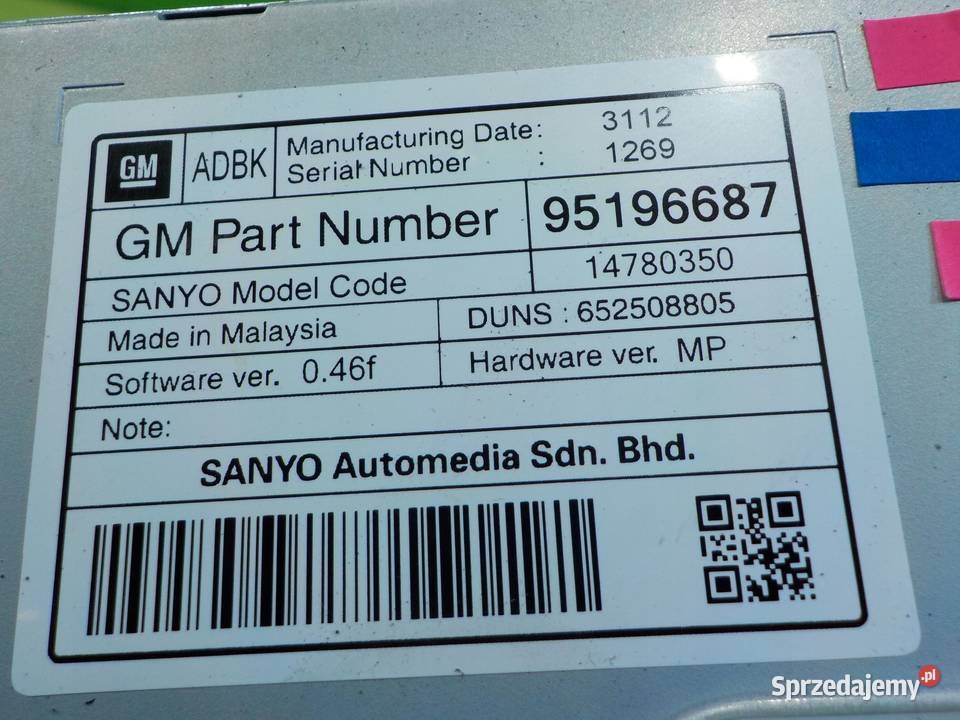 GM ADBK Manufacturing Date: 3112
Serial Number : 1269
GM Part Number 95196687
SANYO Model Code 14780350
Made in Malaysia DUNS : 652508805
Software ver. 0.46f Hardware ver. MP
Note:
SANYO Automedia Sdn. Bhd.
Sprzedajemy.pl